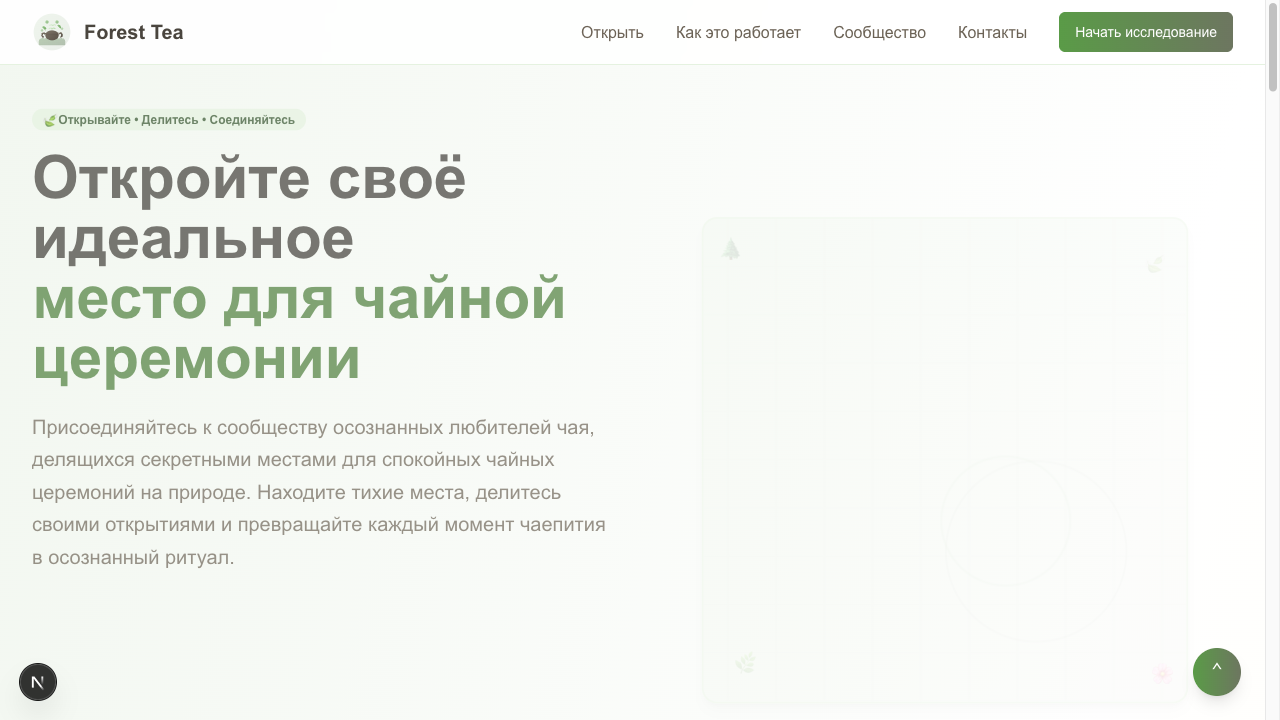 Forest Tea
Открыть
Как это работает
Сообщество
Контакты
Начать исследование
Открывайте • Делитесь • Соединяйтесь
Откройте своё
идеальное
место для чайной
церемонии
Присоединяйтесь к сообществу осознанных любителей чая,
делящихся секретными местами для спокойных чайных
церемоний на природе. Находите тихие места, делитесь
своими открытиями и превращайте каждый момент чаепития
в осознанный ритуал.
N